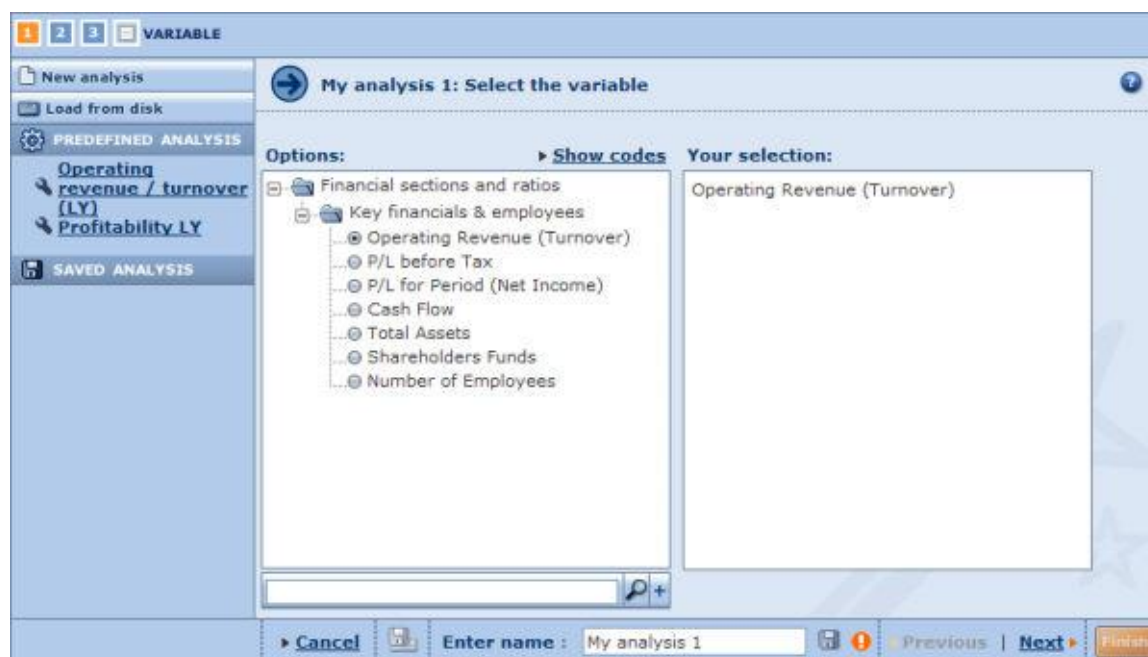 1 2 3 VARIABLE
New analysis
Load from disk
PREDEFINED ANALYSIS
Operating
revenue / turnover
(LY)
Profitability LY
SAVED ANALYSIS
My analysis 1: Select the variable
?
Options:
Show codes
Your selection:
Financial sections and ratios
Key financials & employees
Operating Revenue (Turnover)
P/L before Tax
P/L for Period (Net Income)
Cash Flow
Total Assets
Shareholders Funds
Number of Employees
Operating Revenue (Turnover)
Cancel
Enter name :
My analysis 1
Previous | Next
Finish